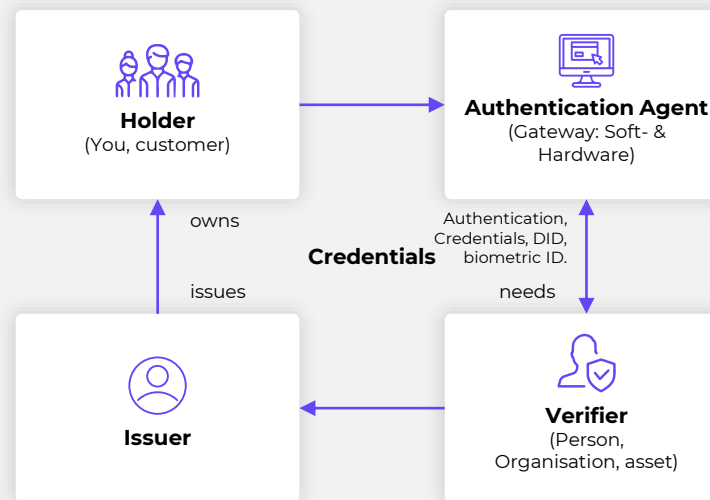 Holder
(You, customer)
Authentication Agent
(Gateway: Soft- &
Hardware)
owns
Authentication,
Credentials, DID,
biometric ID.
Credentials
issues
needs
Issuer
Verifier
(Person,
Organisation, asset)